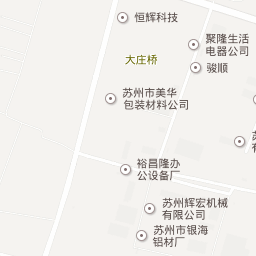 恒辉科技
聚隆生活
电器公司
大庄桥
骏顺
苏州市美华
包装材料公司
苏
有
裕昌隆办
公设备厂
苏州辉宏机械
有限公司
苏州市银海
铝材厂